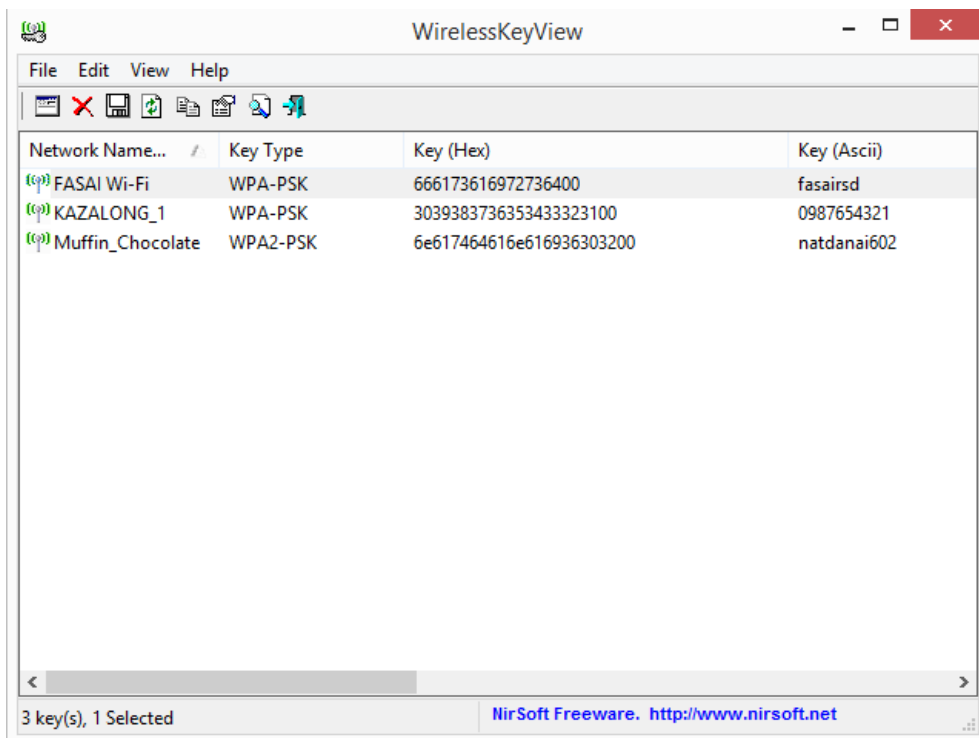 WirelessKeyView
File Edit View Help
Network Name... Key Type Key (Hex) Key (Ascii)
FASAI Wi-Fi WPA-PSK 666173616972736400 fasairsd
KAZALONG_1 WPA-PSK 3039383736353433323100 0987654321
Muffin_Chocolate WPA2-PSK 6e617464616e616936303200 natdanai602
3 key(s), 1 Selected NirSoft Freeware. http://www.nirsoft.net